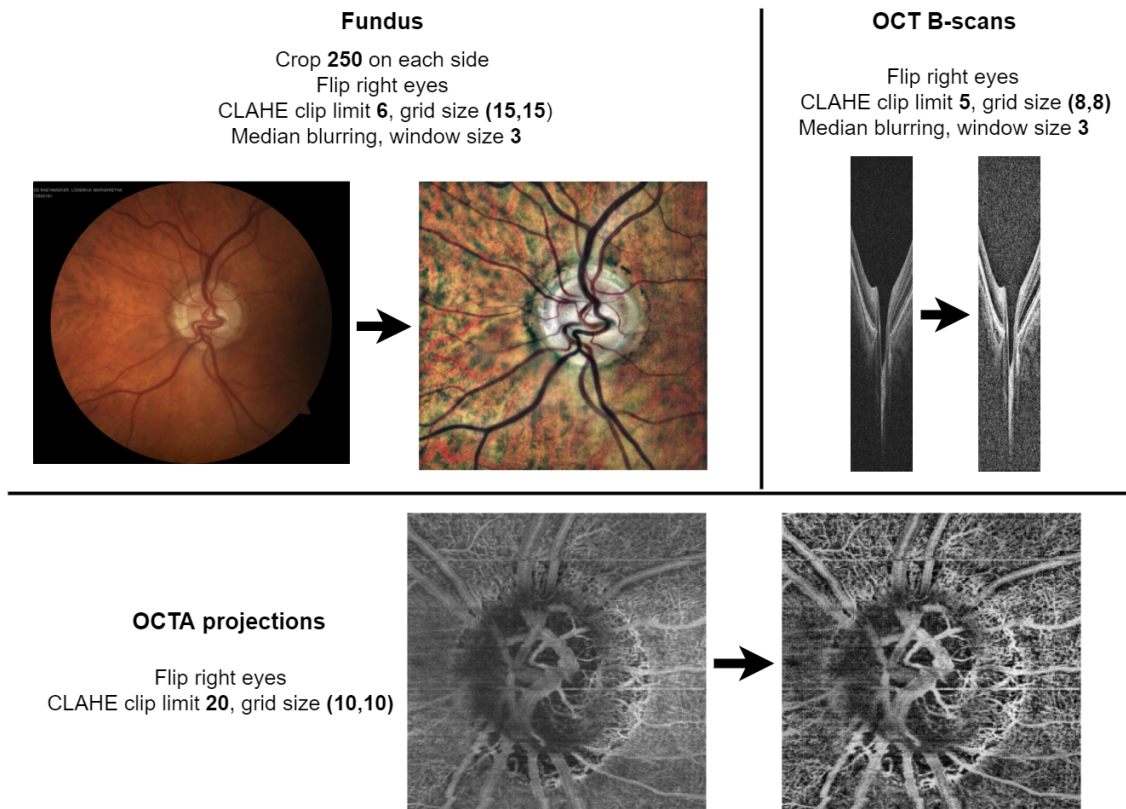 Fundus
Crop 250 on each side
Flip right eyes
CLAHE clip limit 6, grid size (15,15)
Median blurring, window size 3
OCT B-scans
Flip right eyes
CLAHE clip limit 5, grid size (8,8)
Median blurring, window size 3
OCTA projections
Flip right eyes
CLAHE clip limit 20, grid size (10,10)